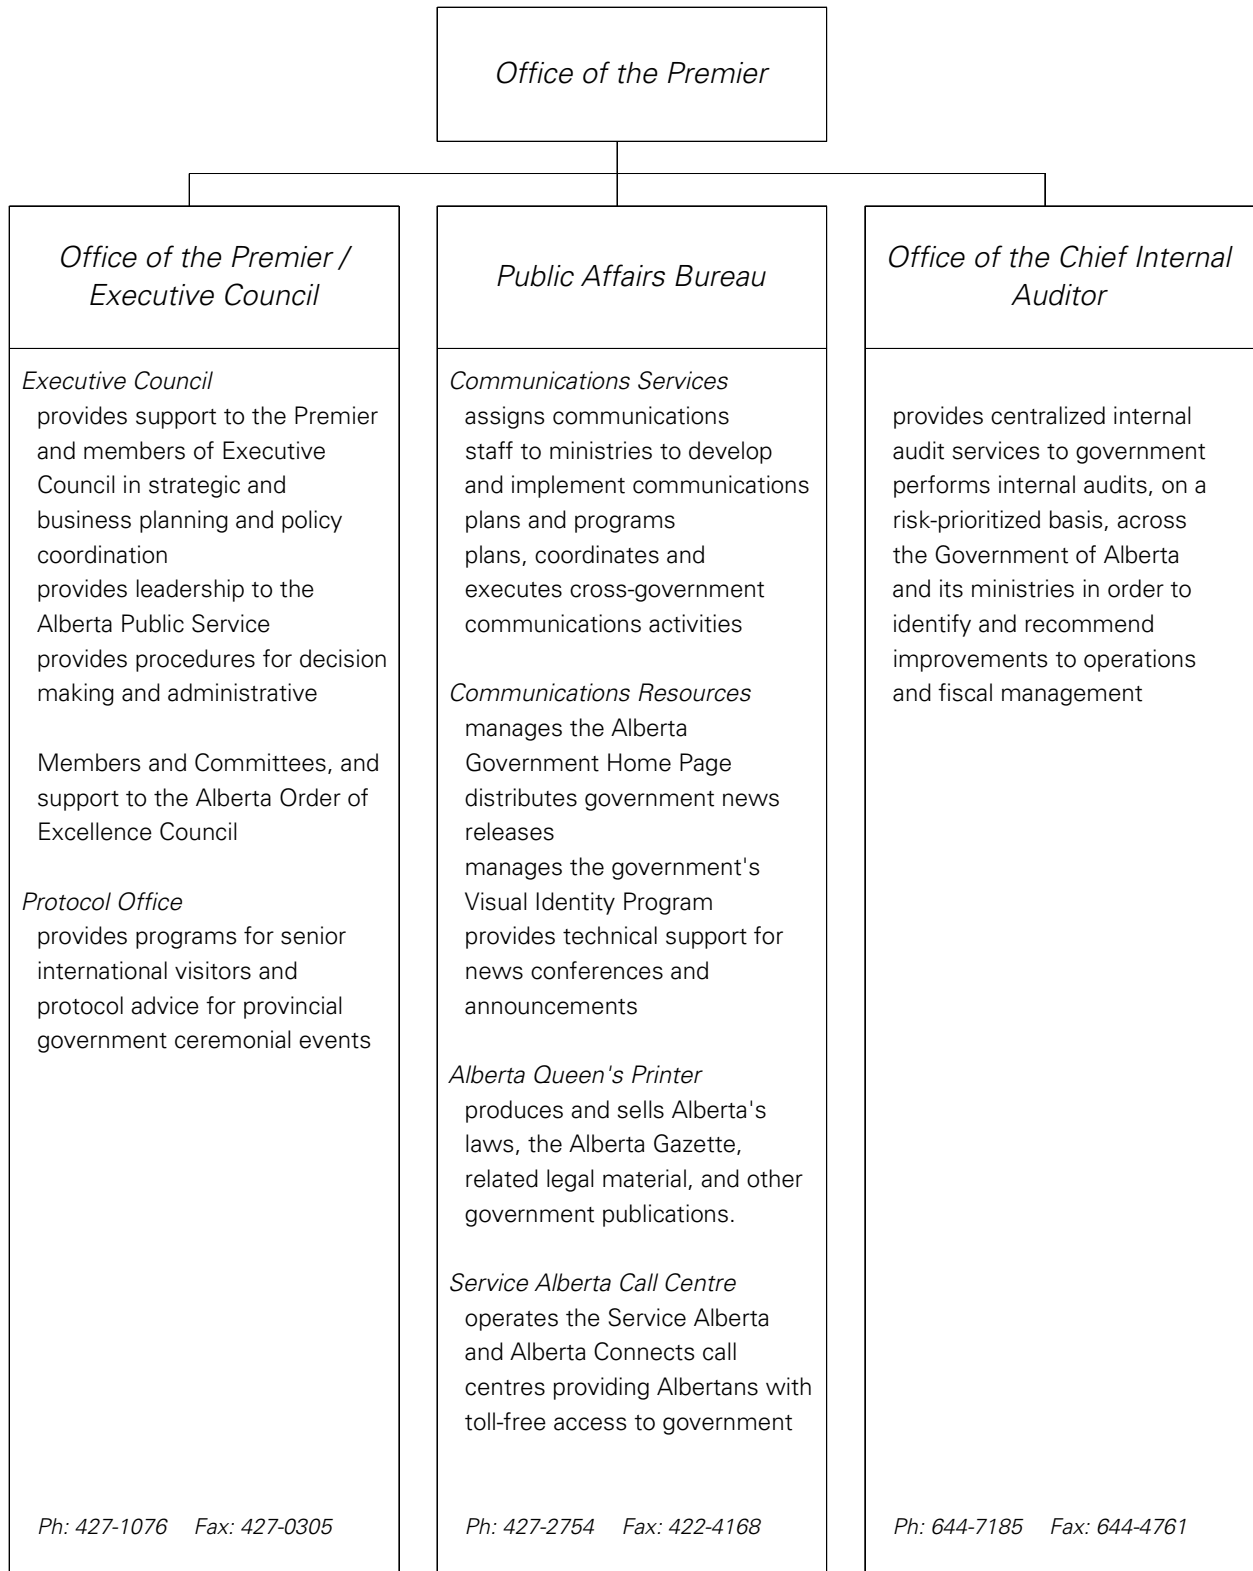 Office of the Premier
Office of the Premier /
Executive Council
Executive Council
provides support to the Premier
and members of Executive
Council in strategic and
business planning and policy
coordination
provides leadership to the
Alberta Public Service
provides procedures for decision
making and administrative
Members and Committees, and
support to the Alberta Order of
Excellence Council
Protocol Office
provides programs for senior
international visitors and
protocol advice for provincial
government ceremonial events
Ph: 427-1076 Fax: 427-0305
Public Affairs Bureau
Communications Services
assigns communications
staff to ministries to develop
and implement communications
plans and programs
plans, coordinates and
executes cross-government
communications activities
Communications Resources
manages the Alberta
Government Home Page
distributes government news
releases
manages the government's
Visual Identity Program
provides technical support for
news conferences and
announcements
Alberta Queen's Printer
produces and sells Alberta's
laws, the Alberta Gazette,
related legal material, and other
government publications.
Service Alberta Call Centre
operates the Service Alberta
and Alberta Connects call
centres providing Albertans with
toll-free access to government
Ph: 427-2754 Fax: 422-4168
Office of the Chief Internal
Auditor
provides centralized internal
audit services to government
performs internal audits, on a
risk-prioritized basis, across
the Government of Alberta
and its ministries in order to
identify and recommend
improvements to operations
and fiscal management
Ph: 644-7185 Fax: 644-4761